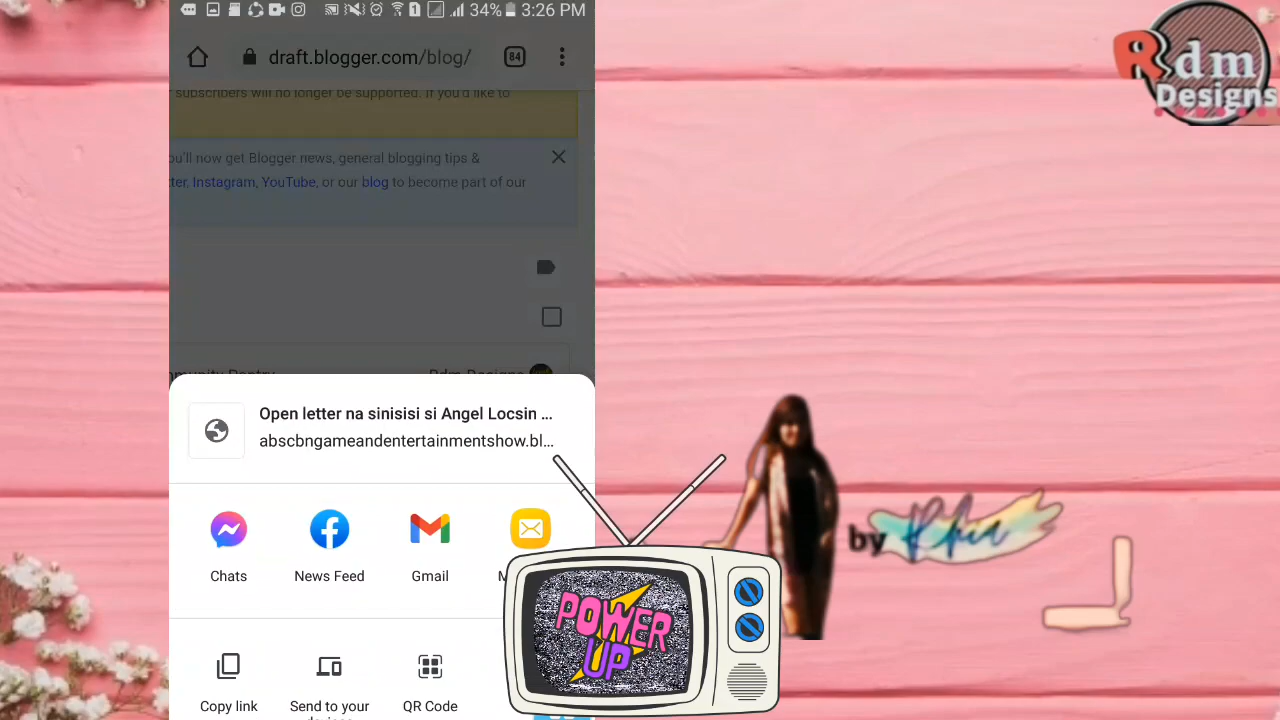 34% 3:26 PM
draft.blogger.com/blog/ 84
subscribers will no longer be supported. If you'd like to
you'll now get Blogger news, general blogging tips &
Instagram, YouTube, or our blog to become part of our
Pantry Rdm Designs
Open letter na sinisisi si Angel Locsin ...
abscbngameandentertainmentshow.bl...
Chats News Feed Gmail
Copy link Send to your QR Code
POWER
UP
by Rhia
Rdm
Designs